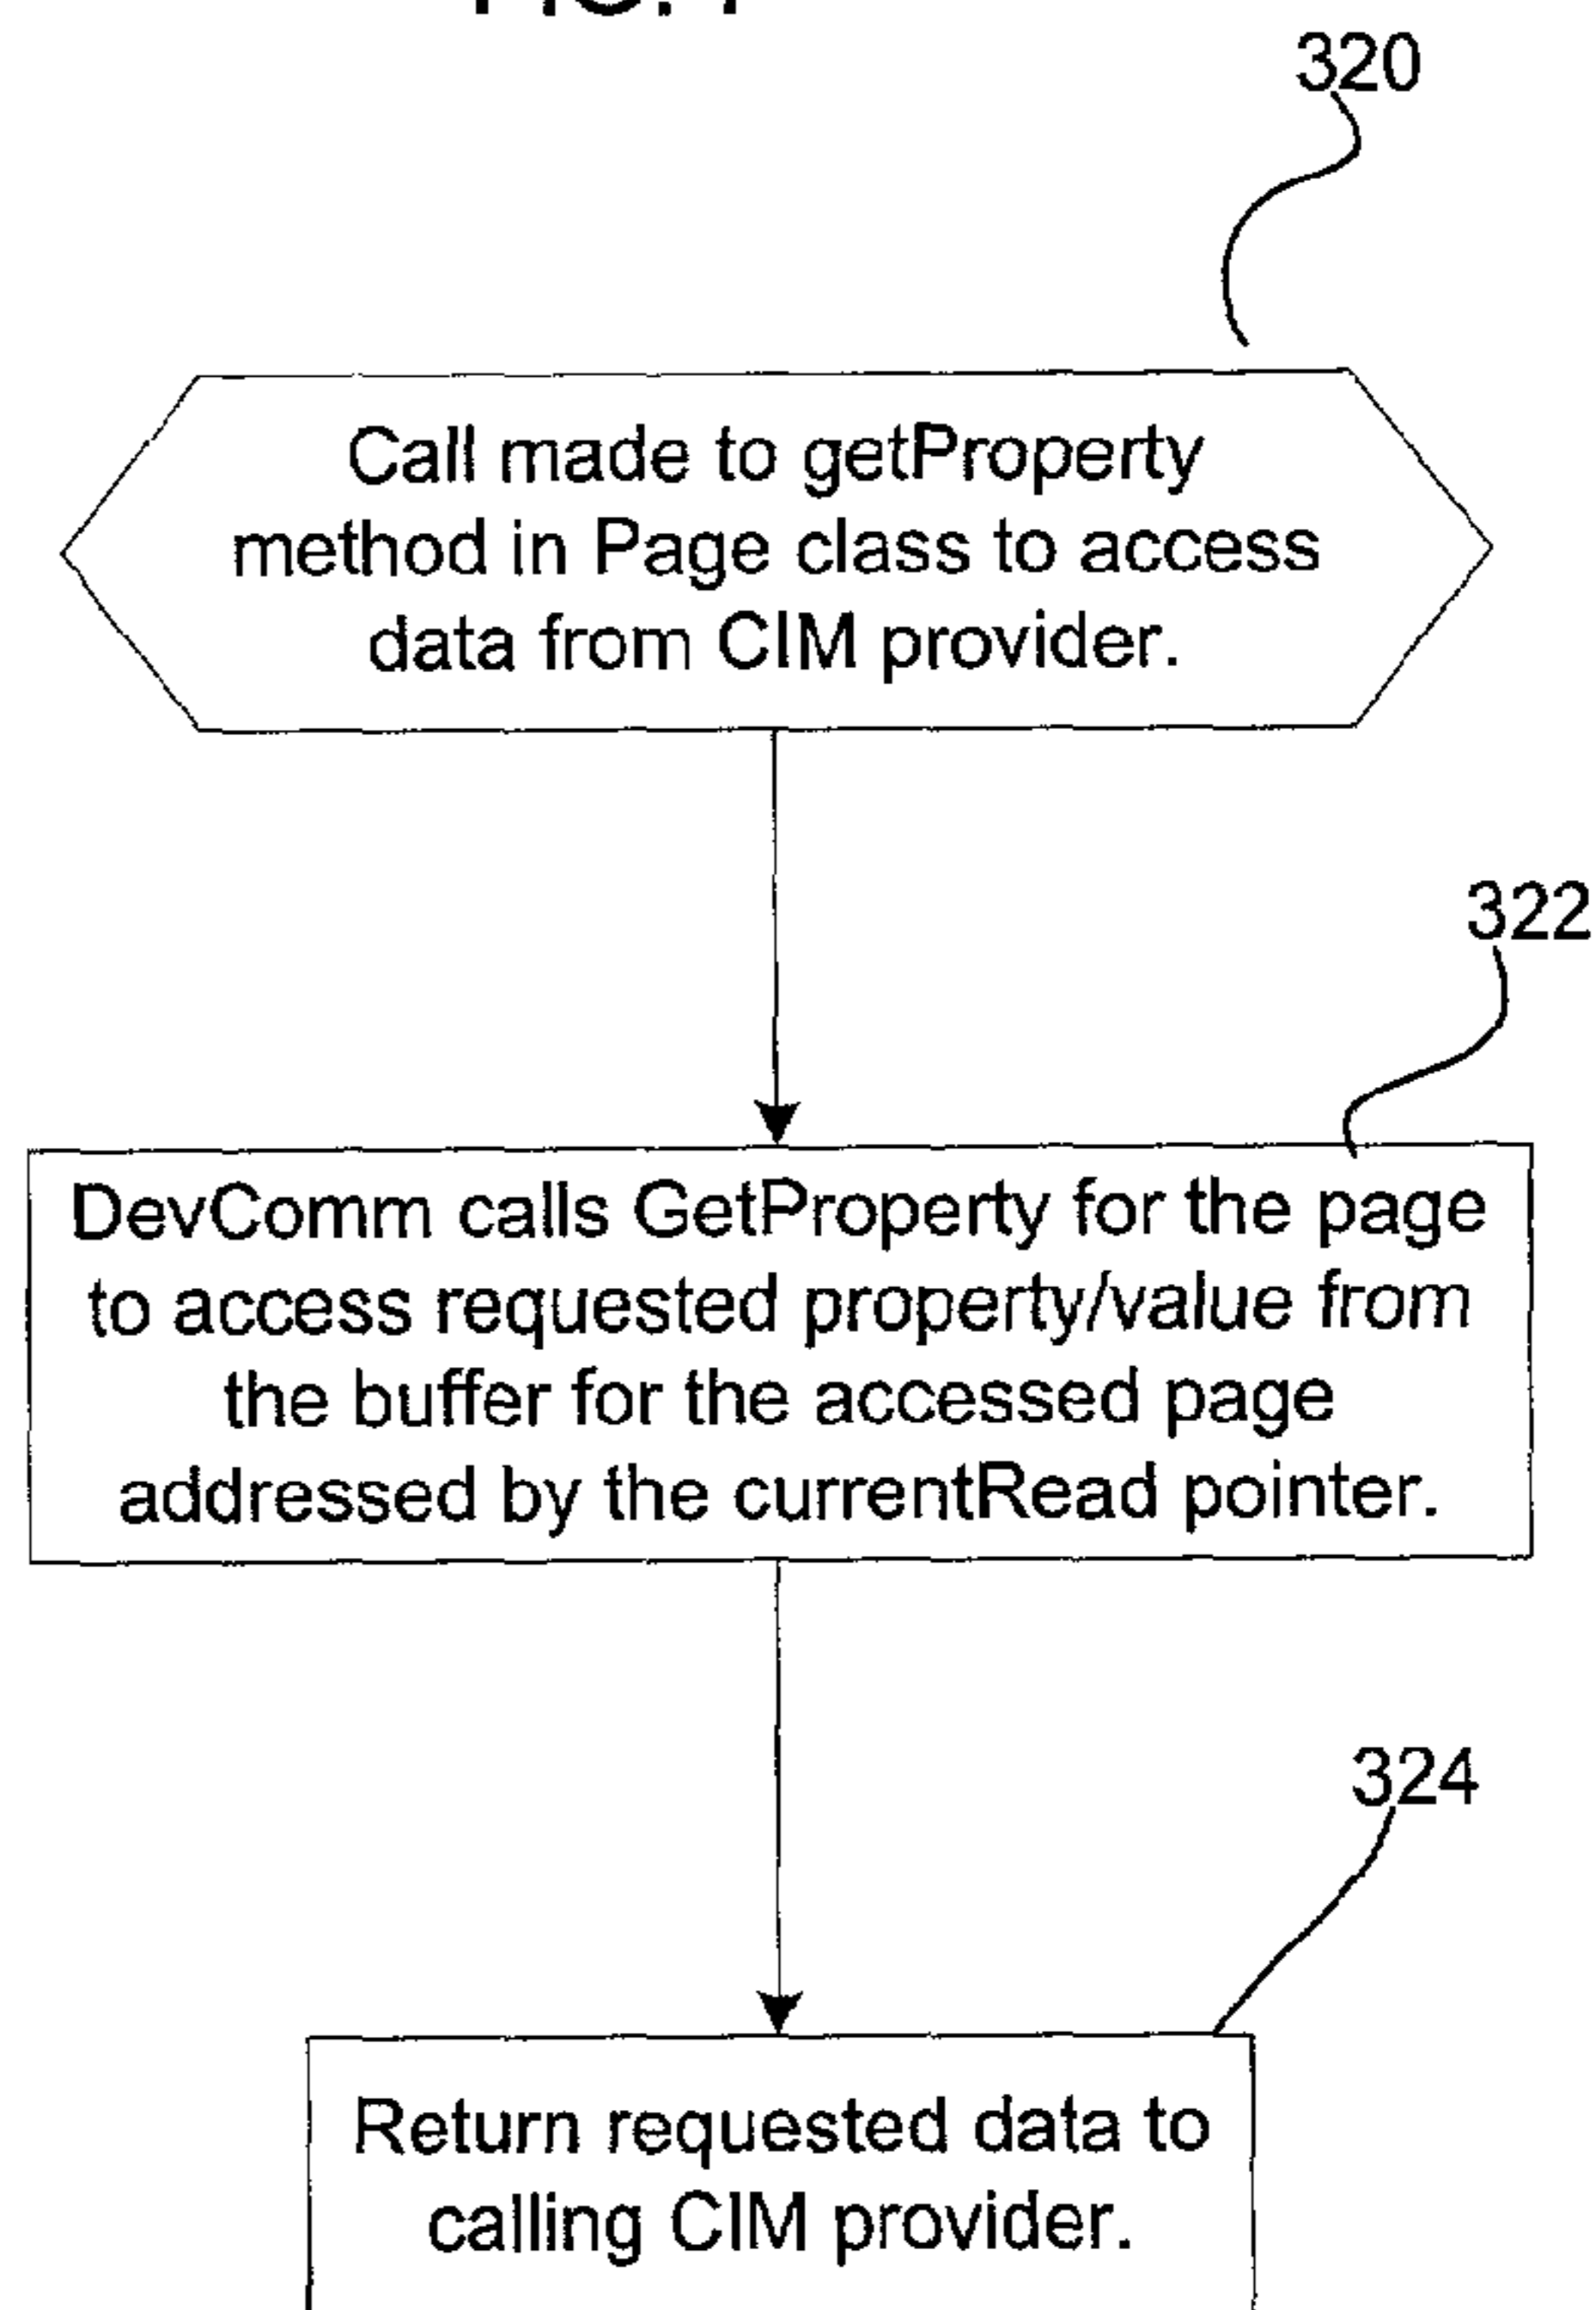 320
Call made to getProperty
method in Page class to access
data from CIM provider.
322
DevComm calls GetProperty for the page
to access requested property/value from
the buffer for the accessed page
addressed by the currentRead pointer.
324
Return requested data to
calling CIM provider.